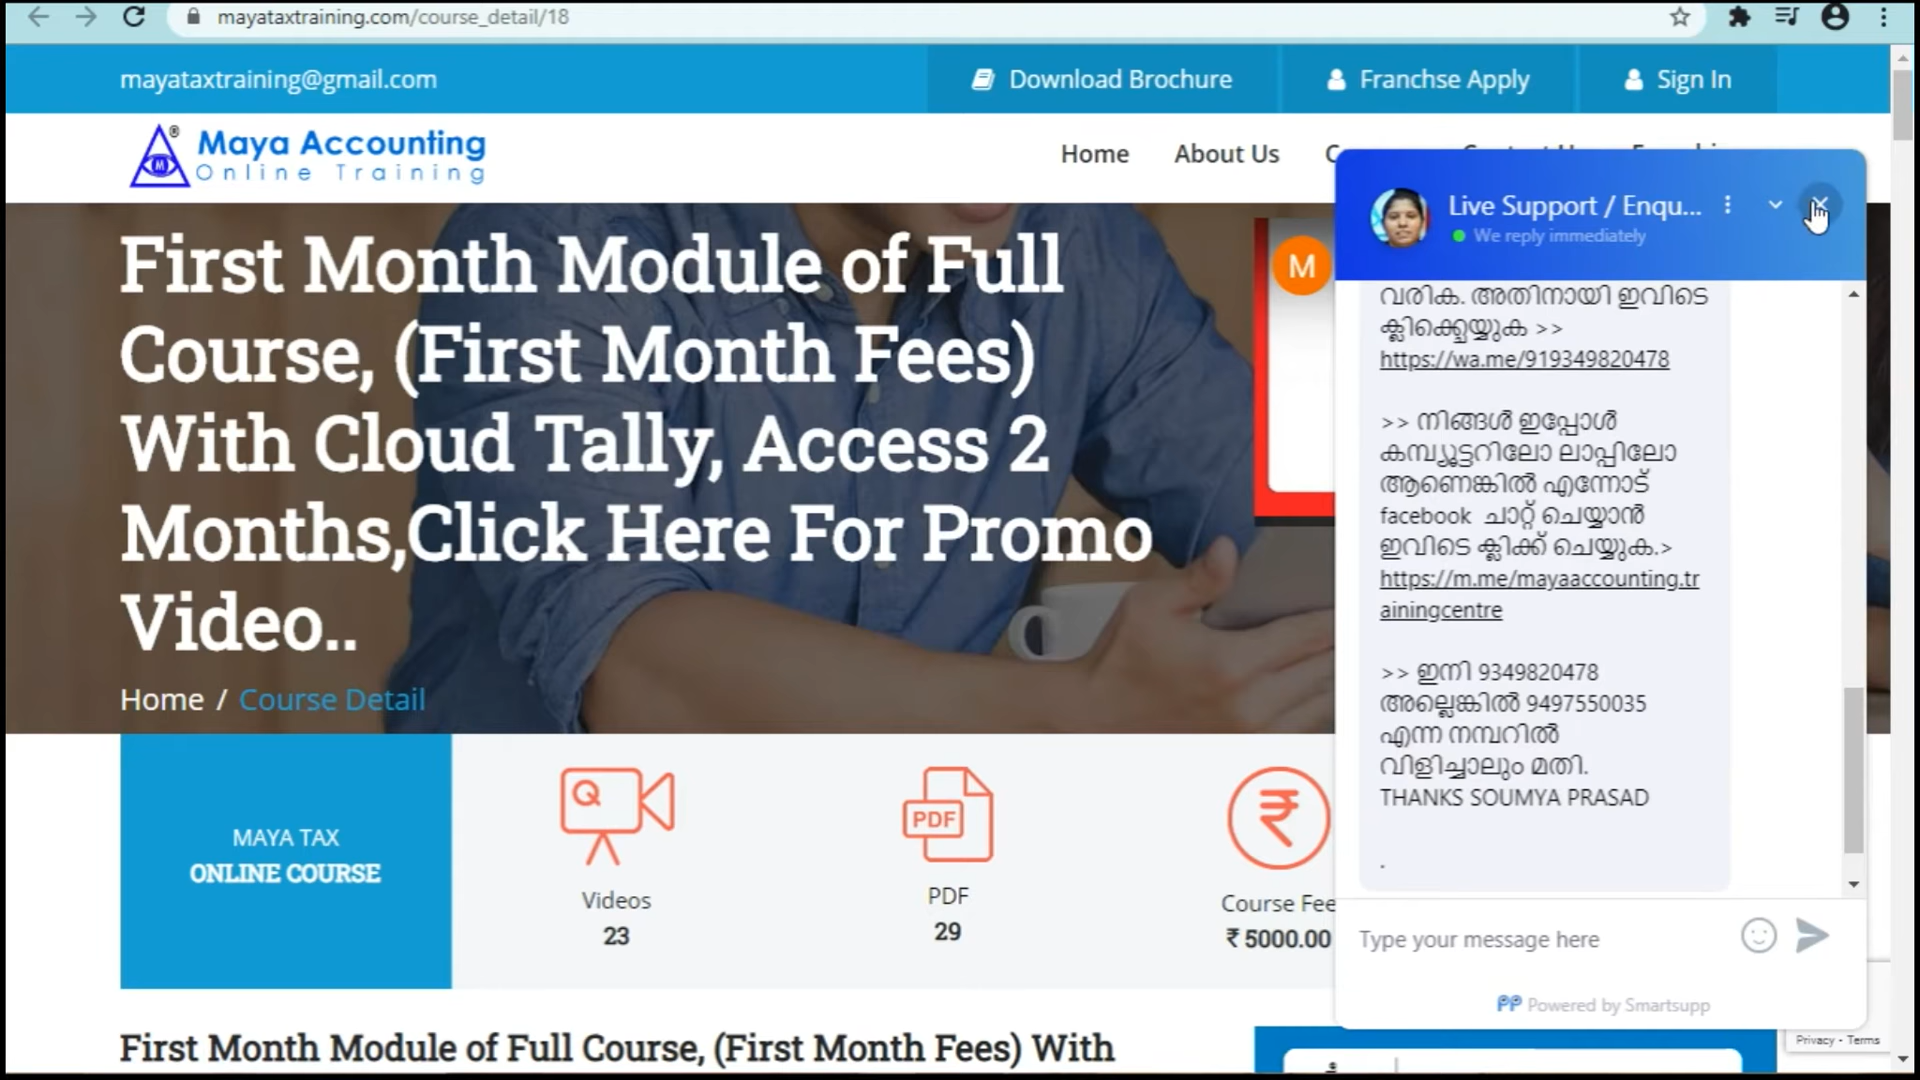 mayataxtraining.com/course_detail/18
mayataxtraining@gmail.com
Download Brochure
Franchse Apply
Sign In
Maya Accounting
Online Training
®
M
Home
About Us
First Month Module of Full
Course, (First Month Fees)
With Cloud Tally, Access 2
Months,Click Here For Promo
Video..
Home / Course Detail
M
MAYA TAX
ONLINE COURSE
Q
Videos
23
PDF
PDF
29
₹
Course Fee
₹ 5000.00
First Month Module of Full Course, (First Month Fees) With
Live Support / Enqu...
We reply immediately
വരിക. അതിനായി ഇവിടെ
ക്ലിക്ക്ചെയ്യുക >>
https://wa.me/919349820478
>> നിങ്ങൾ ഇപ്പോൾ
കമ്പ്യൂട്ടറിലോ ലാപ്പിലോ
ആണെങ്കിൽ എന്നോട്
facebook ചാറ്റ് ചെയ്യാൻ
ഇവിടെ ക്ലിക്ക് ചെയ്യുക.>
https://m.me/mayaaccounting.tr
ainingcentre
>> ഇനി 9349820478
അല്ലെങ്കിൽ 9497550035
എന്ന നമ്പറിൽ
വിളിച്ചാലും മതി.
THANKS SOUMYA PRASAD
.
Type your message here
Powered by Smartsupp
Privacy - Terms